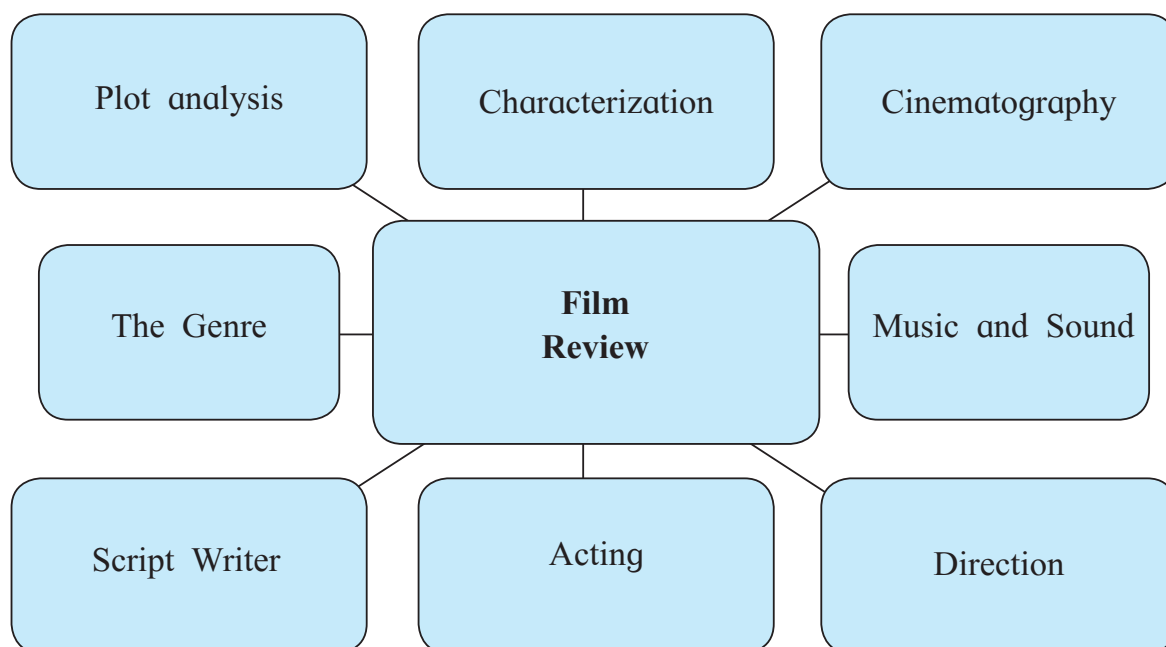 Plot analysis
Characterization
Cinematography
The Genre
Film
Review
Music and Sound
Script Writer
Acting
Direction